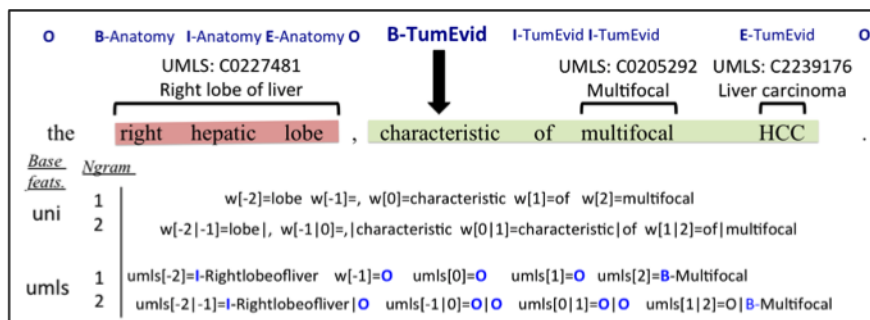 O B-Anatomy I-Anatomy E-Anatomy O B-TumEvid I-TumEvid I-TumEvid E-TumEvid O
UMLS: C0227481 UMLS: C0205292 UMLS: C2239176
Right lobe of liver Multifocal Liver carcinoma
the right hepatic lobe , characteristic of multifocal HCC .
Base feats. Ngram
uni 1 w[-2]=lobe w[-1]=, w[0]=characteristic w[1]=of w[2]=multifocal
2 w[-2|-1]=lobe|, w[-1|0]=,|characteristic w[0|1]=characteristic|of w[1|2]=of|multifocal
umls 1 umls[-2]=I-Rightlobeofliver w[-1]=O umls[0]=O umls[1]=O umls[2]=B-Multifocal
2 umls[-2|-1]=I-Rightlobeofliver|O umls[-1|0]=O|O umls[0|1]=O|O umls[1|2]=O|B-Multifocal